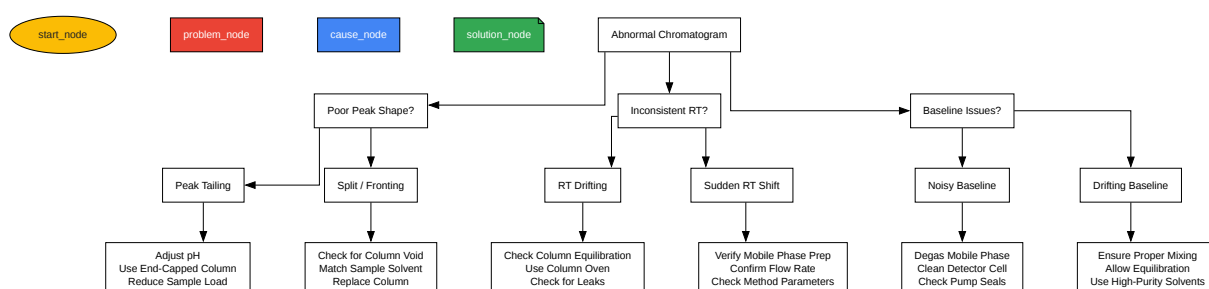 start_node
problem_node
cause_node
solution_node
Abnormal Chromatogram
Poor Peak Shape?
Inconsistent RT?
Baseline Issues?
Peak Tailing
Split / Fronting
RT Drifting
Sudden RT Shift
Noisy Baseline
Drifting Baseline
Adjust pH
Use End-Capped Column
Reduce Sample Load
Check for Column Void
Match Sample Solvent
Replace Column
Check Column Equilibration
Use Column Oven
Check for Leaks
Verify Mobile Phase Prep
Confirm Flow Rate
Check Method Parameters
Degas Mobile Phase
Clean Detector Cell
Check Pump Seals
Ensure Proper Mixing
Allow Equilibration
Use High-Purity Solvents